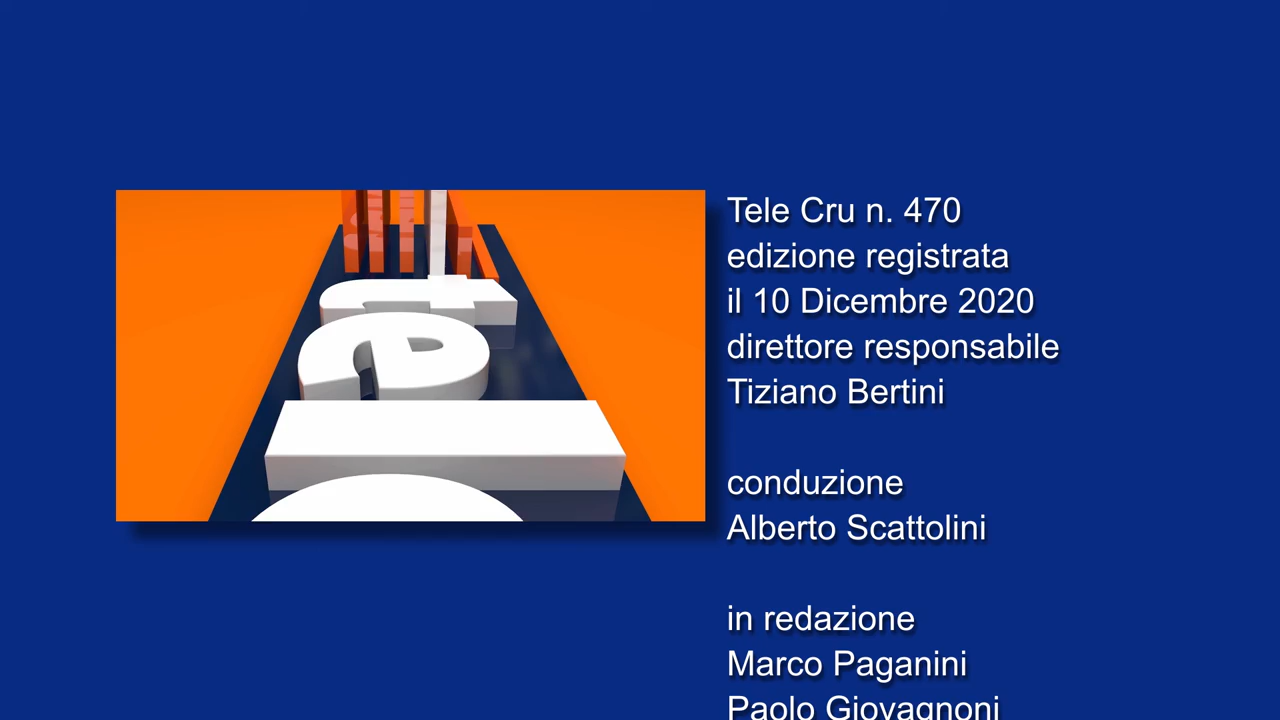 Tele Cru n. 470
edizione registrata
il 10 Dicembre 2020
direttore responsabile
Tiziano Bertini
conduzione
Alberto Scattolini
in redazione
Marco Paganini
Paolo Giovagnoni